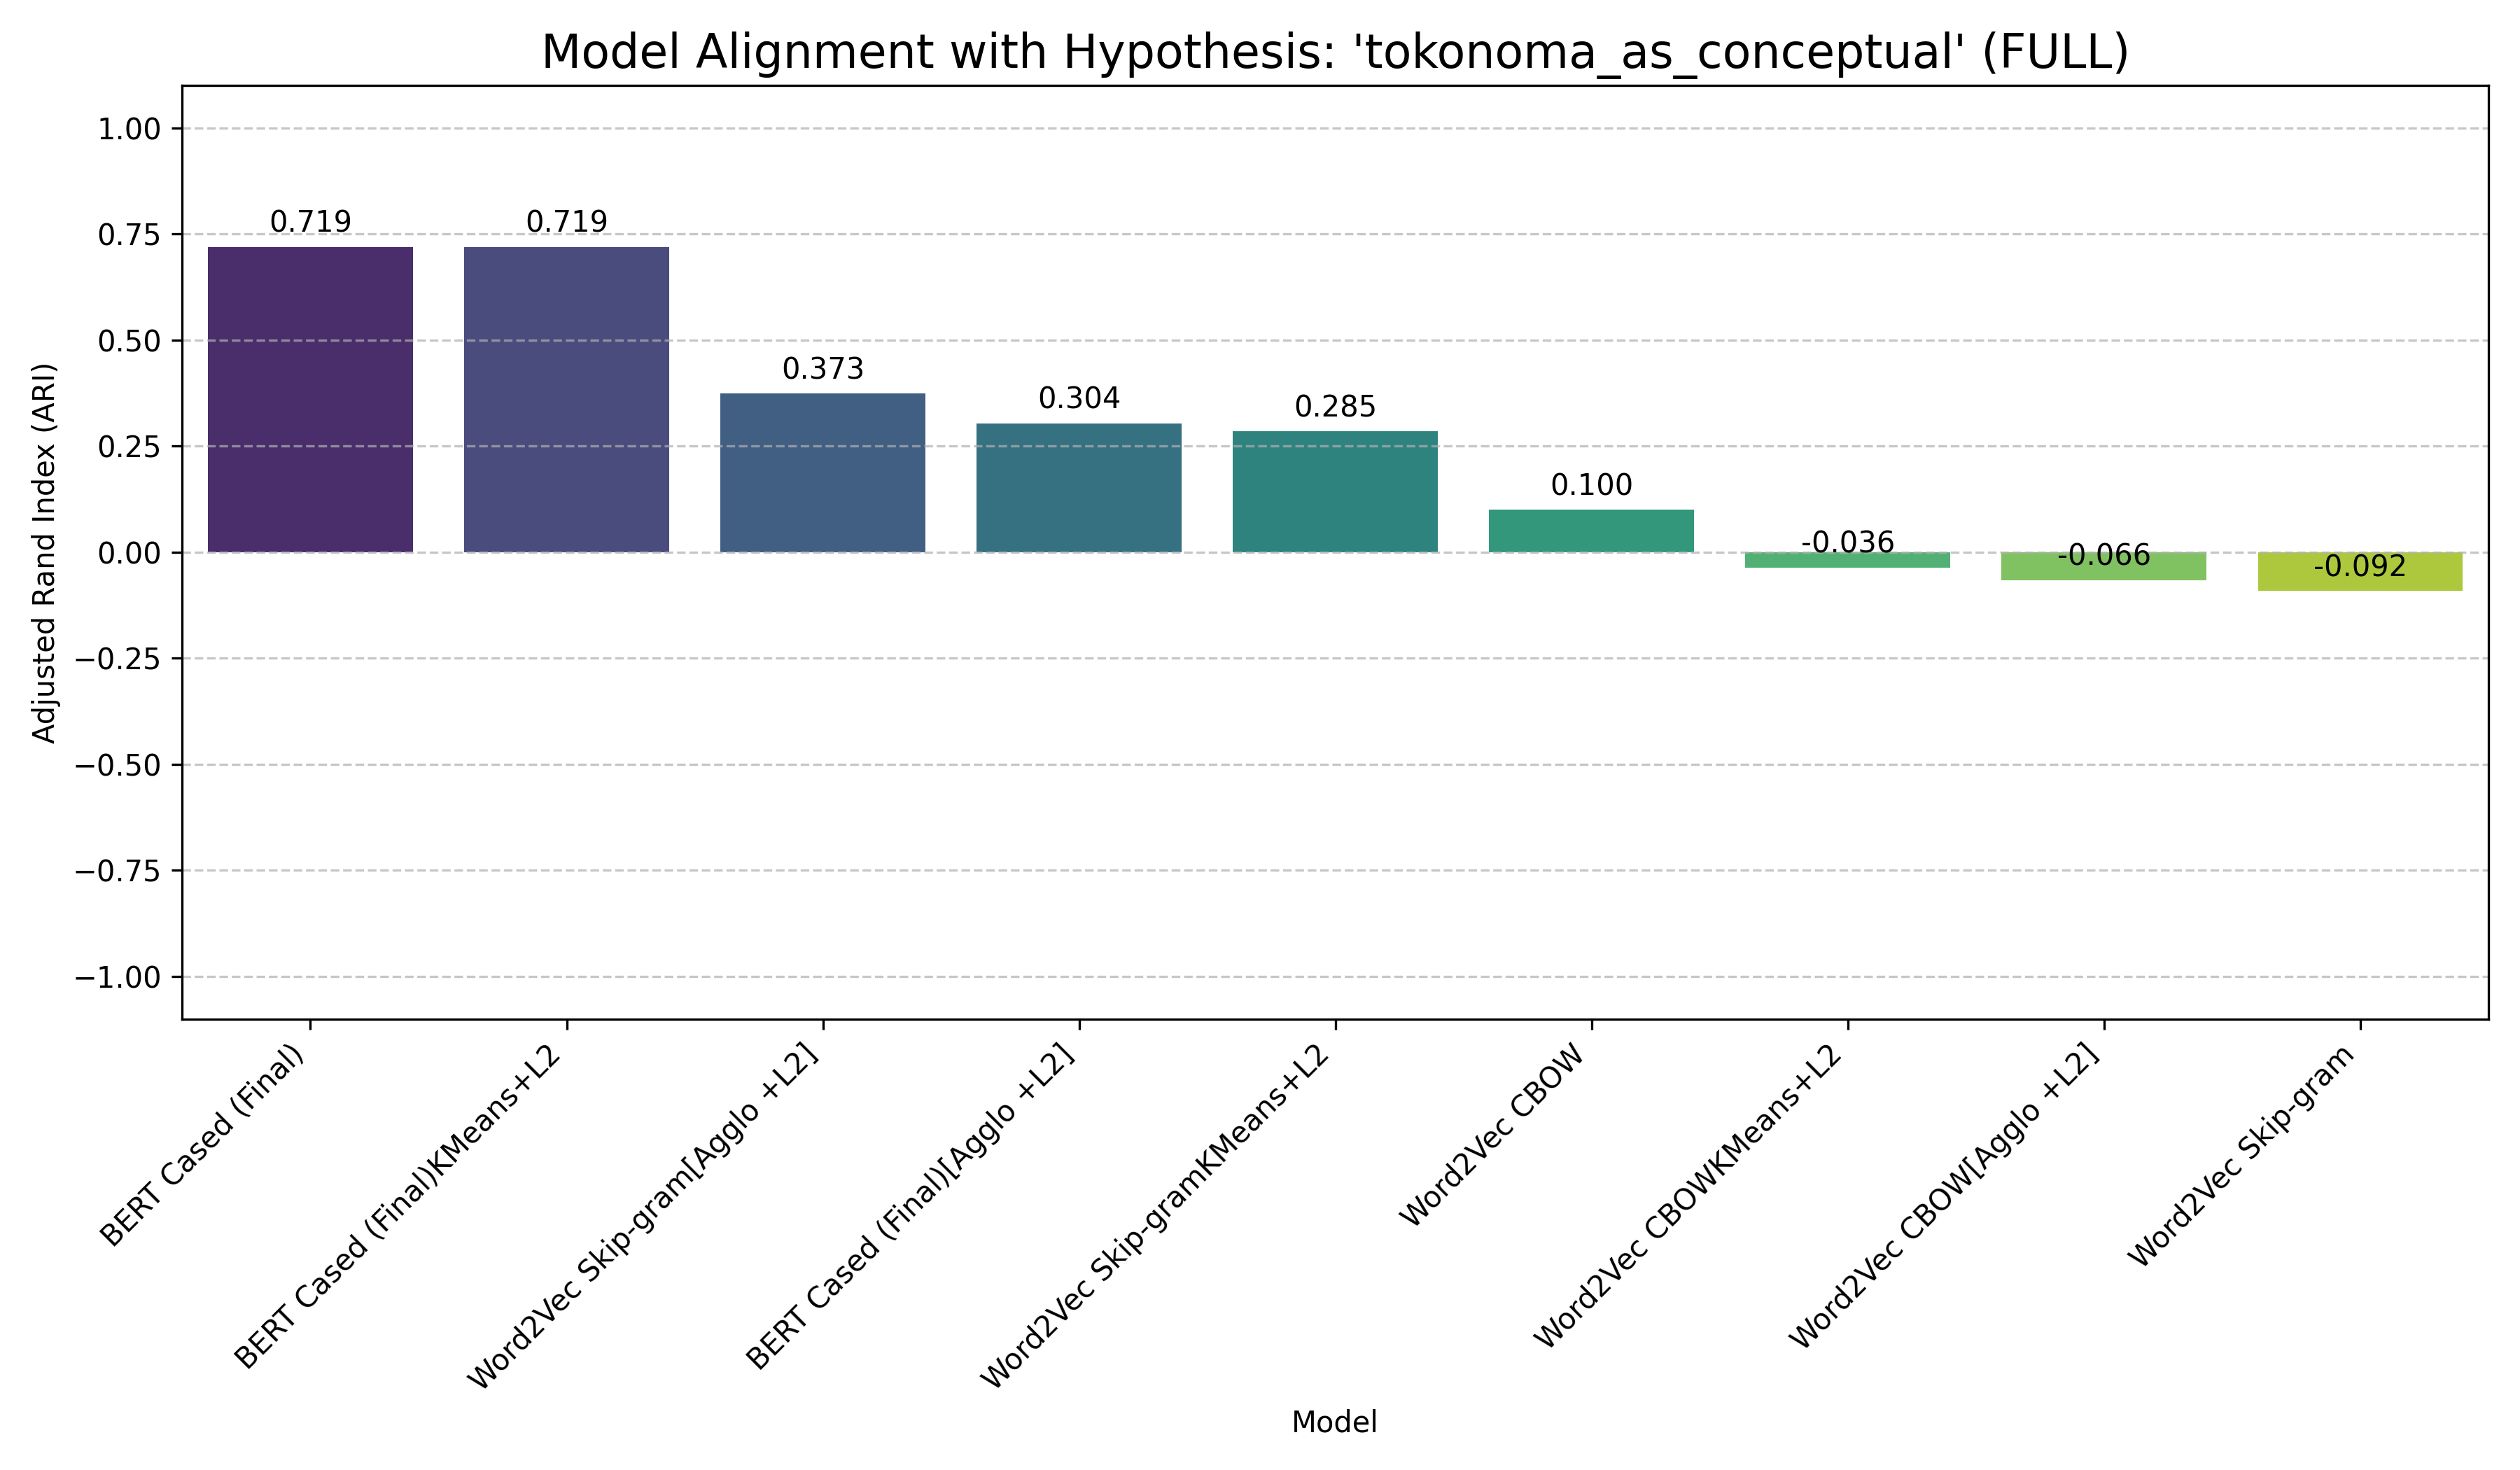 Model Alignment with Hypothesis: 'tokonoma_as_conceptual' (FULL)
Adjusted Rand Index (ARI)
1.00
0.75
0.50
0.25
0.00
−0.25
−0.50
−0.75
−1.00
0.719
0.719
0.373
0.304
0.285
0.100
-0.036
-0.066
-0.092
BERT Cased (Final)
BERT Cased (Final)KMeans+L2
Word2Vec Skip-gram[Agglo +L2]
BERT Cased (Final)[Agglo +L2]
Word2Vec Skip-gramKMeans+L2
Word2Vec CBOW
Word2Vec CBOWKMeans+L2
Word2Vec CBOW[Agglo +L2]
Word2Vec Skip-gram
Model